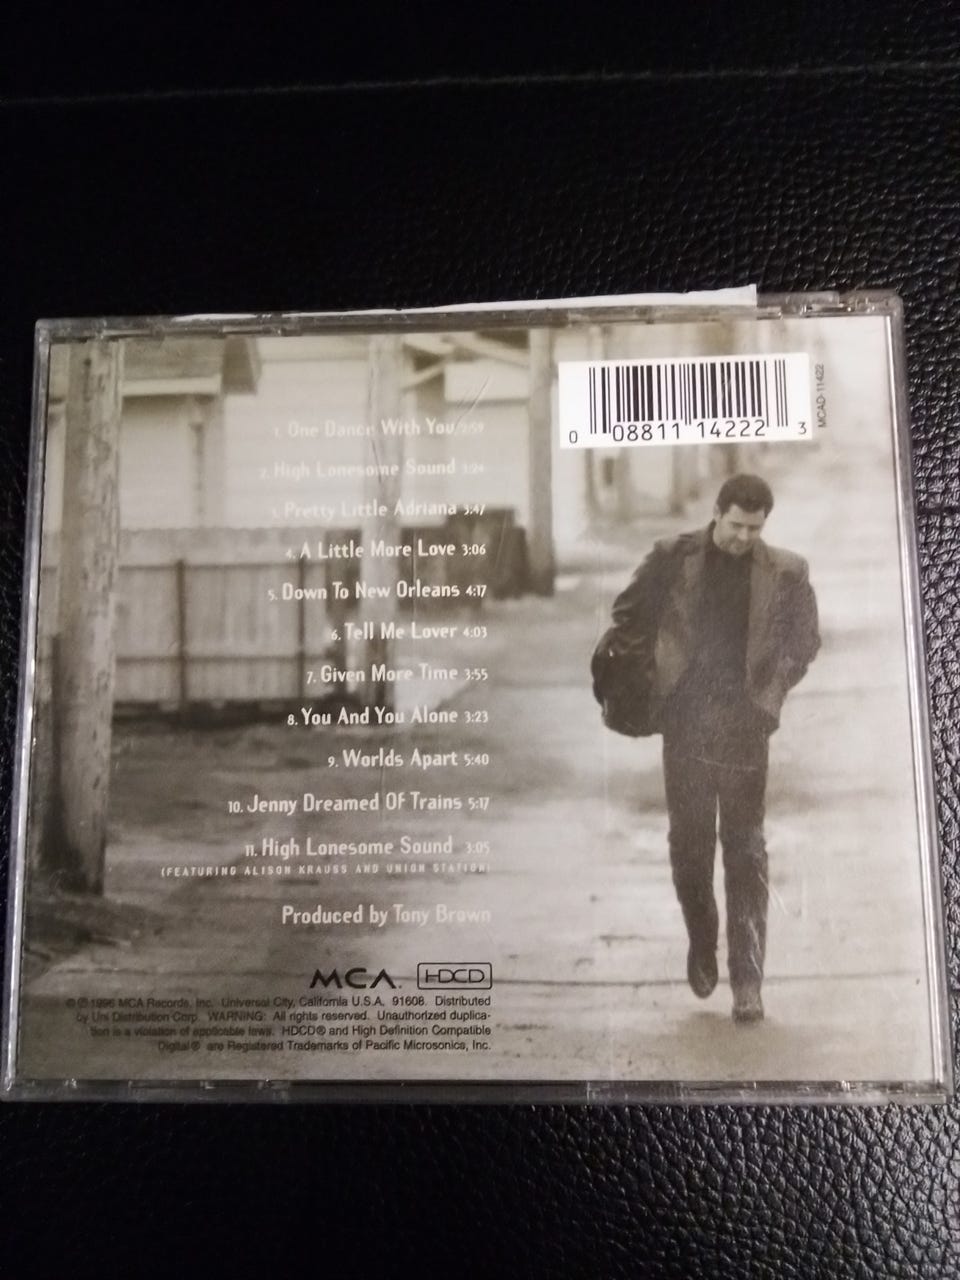 1. One Dance With You 2:59
2. High Lonesome Sound 3:24
3. Pretty Little Adriana 3:47
4. A Little More Love 3:06
5. Down To New Orleans 4:17
6. Tell Me Lover 4:03
7. Given More Time 3:55
8. You And You Alone 3:23
9. Worlds Apart 5:40
10. Jenny Dreamed Of Trains 5:17
11. High Lonesome Sound 3:05
(FEATURING ALISON KRAUSS AND UNION STATION)
Produced by Tony Brown
MCA. HDCD
©℗1996 MCA Records, Inc. Universal City, California U.S.A. 91608. Distributed
by Uni Distribution Corp. WARNING: All rights reserved. Unauthorized duplica-
tion is a violation of applicable laws. HDCD® and High Definition Compatible
Digital® are Registered Trademarks of Pacific Microsonics, Inc.
0 08811 14222 3
MCAD-11422